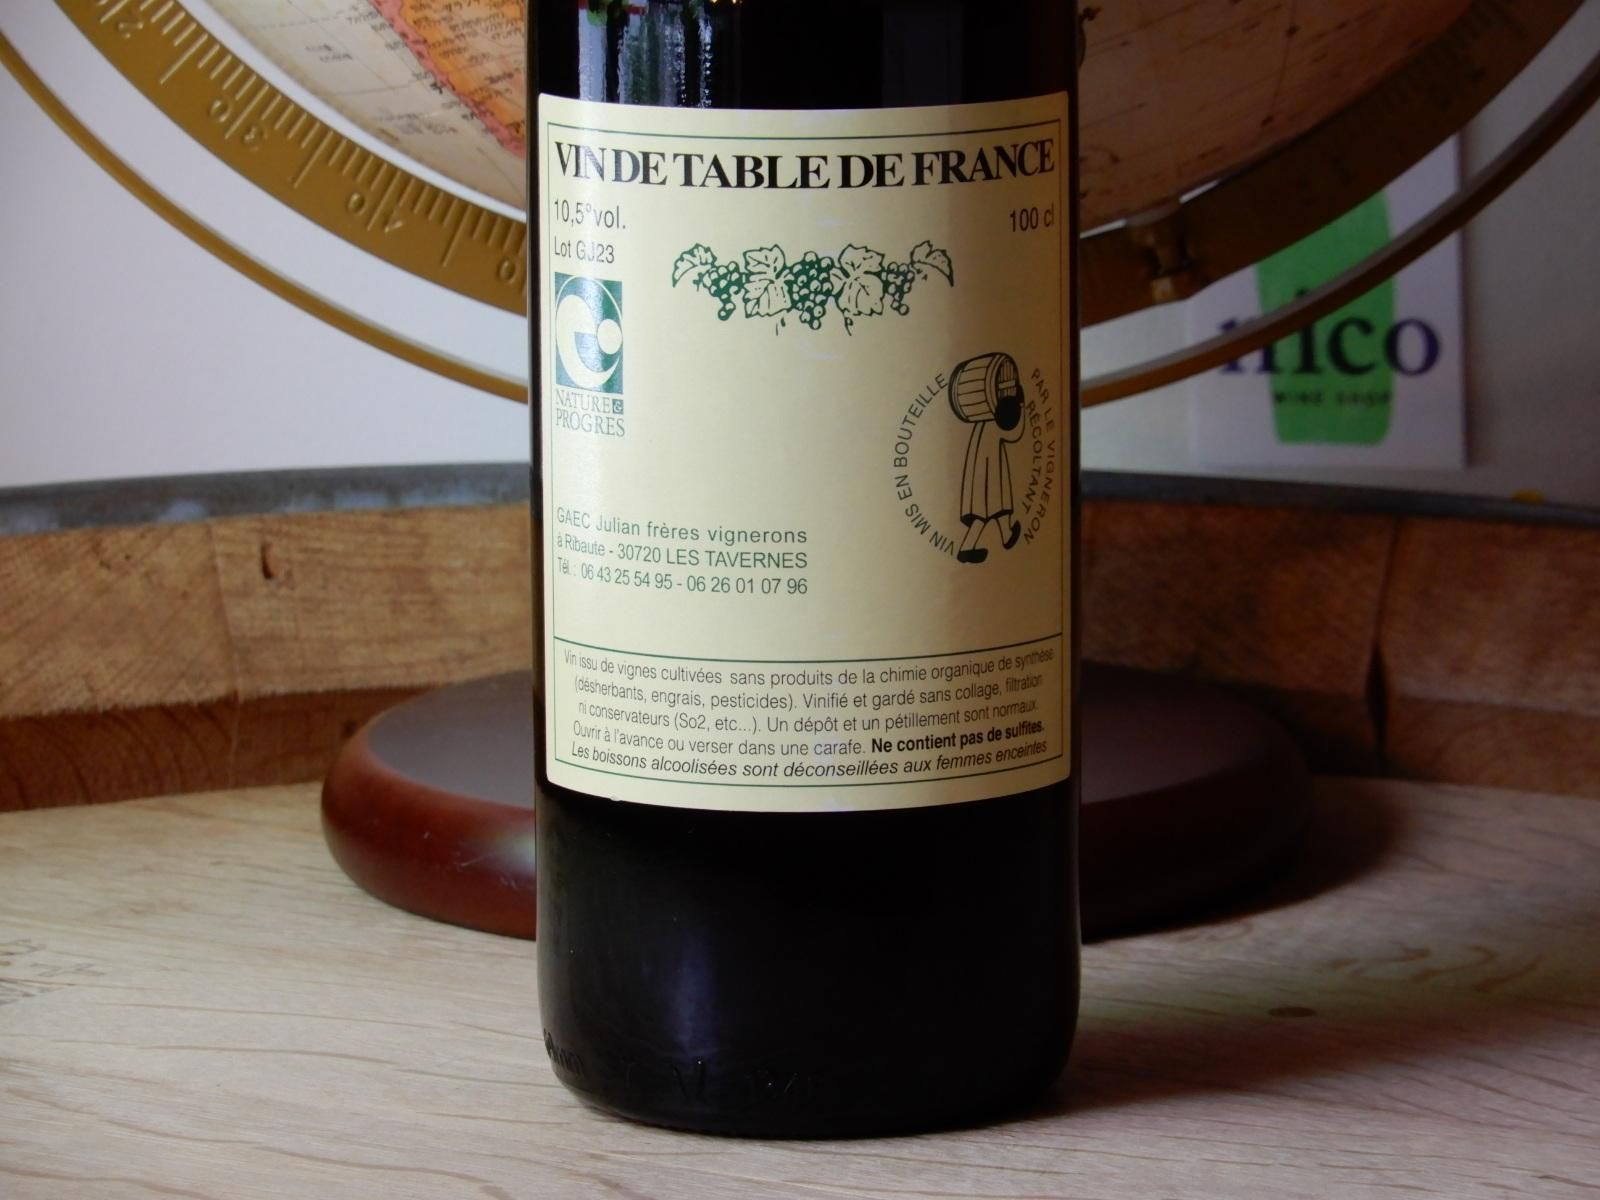 VIN DE TABLE DE FRANCE
10,5°vol.
100 cl
Lot GJ23
NATURE &
PROGRES
VIN MIS EN BOUTEILLE
PAR LE VIGNERON
RÉCOLTANT
GAEC Julian frères vignerons
à Ribaute - 30720 LES TAVERNES
Tél.: 06 43 25 54 95 - 06 26 01 07 96
Vin issu de vignes cultivées sans produits de la chimie organique de synthèse
(désherbants, engrais, pesticides). Vinifié et gardé sans collage, filtration
ni conservateurs (So2, etc...). Un dépôt et un pétillement sont normaux.
Ouvrir à l'avance ou verser dans une carafe. Ne contient pas de sulfites.
Les boissons alcoolisées sont déconseillées aux femmes enceintes
nico
WINE SHOP